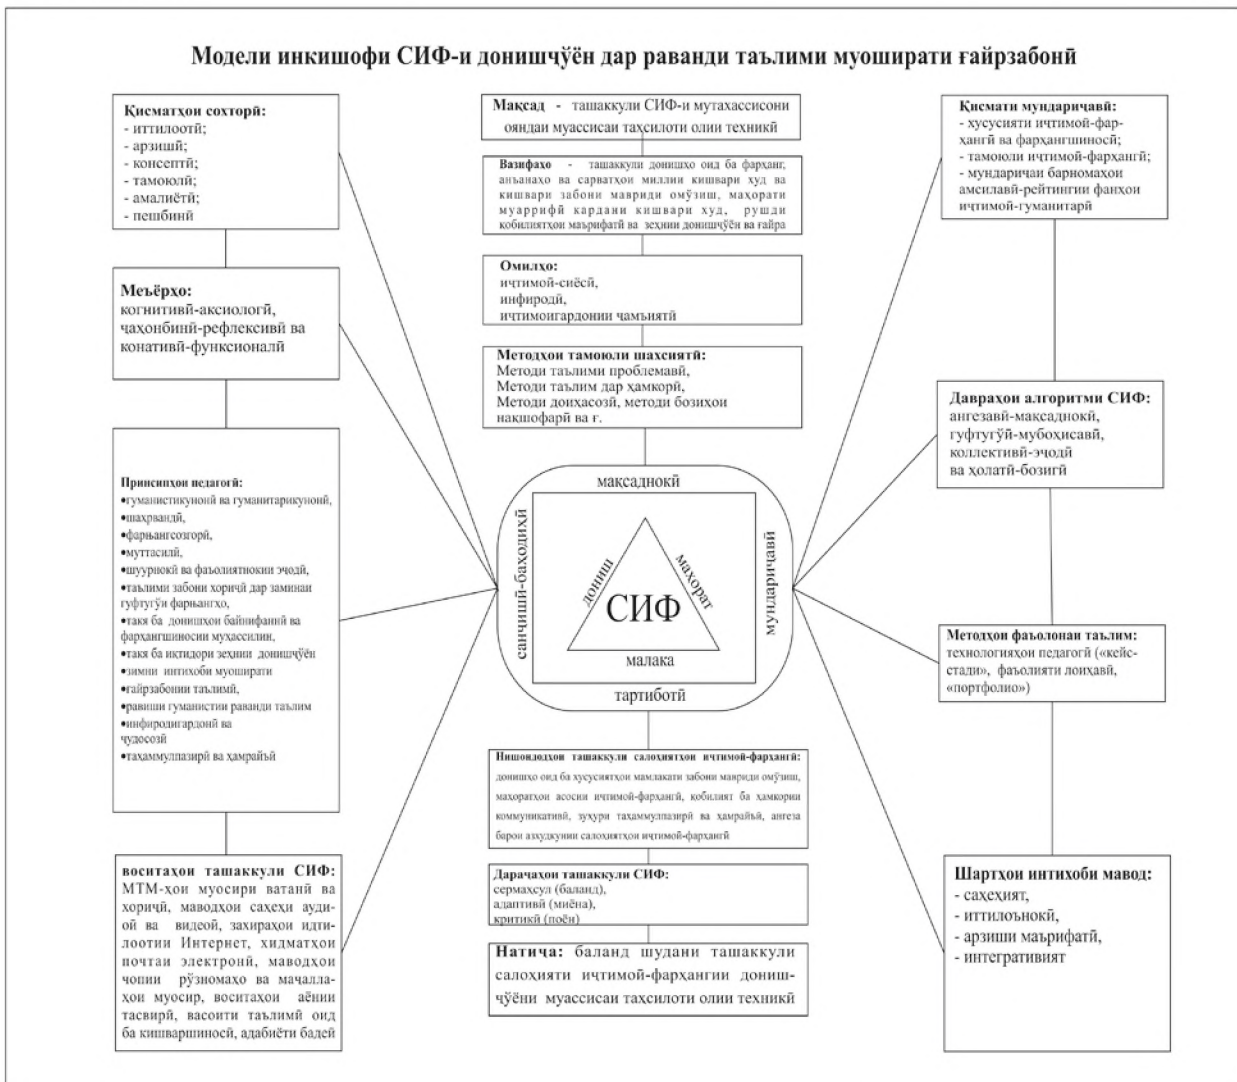 Модели инкишофи СИФ-и донишҷӯён дар раванди таълими муоширати ғайрзабонӣ
Қисматҳои сохторӣ:
- иттилоотӣ;
- арзишӣ;
- консептӣ;
- тамоюлӣ;
- амалиётӣ;
- пешбинӣ
Меъёрҳо:
когнитивӣ-аксиологӣ,
ҷаҳонбинӣ-рефлексивӣ ва
конативӣ-функсионалӣ
Принсипҳои педагогӣ:
•гуманистикунонӣ ва гуманитарикунонӣ,
•шаҳрвандӣ,
•фарњангсозгорӣ,
•муттасилӣ,
•шуурнокӣ ва фаъолиятнокии эҷодӣ,
•таълими забони хориҷӣ дар заминаи
гуфтугӯи фарњангҳо,
•такя ба донишҳои байнифаннӣ ва
фарҳангшиносии муҳассилин,
•такя ба иқтидори зеҳнии донишҷӯён
•зимни интихоби муоширати
•ғайрзабонии таълимӣ,
•равиши гуманистии раванди таълим
•инфиродигардонӣ ва
ҷудосозӣ
•таҳаммулпазирӣ ва ҳамрайъӣ
воситаҳои ташаккули СИФ:
МТМ-ҳои муосири ватанӣ ва
хориҷӣ, маводҳои саҳеҳи ауди-
оӣ ва видеоӣ, захираҳои идти-
лоотии Интернет, хидматҳои
почтаи электронӣ, маводҳои
чопии рӯзномаҳо ва маҷалла-
ҳои муосир, воситаҳои аёнии
тасвирӣ, васоити таълимӣ оид
ба кишваршиносӣ, адабиёти бадеӣ
Мақсад - ташаккули СИФ-и мутахассисони
ояндаи муассисаи таҳсилоти олии техникӣ
Вазифаҳо - ташаккули донишҳо оид ба фарҳанг,
анъанаҳо ва сарватҳои миллии кишвари худ ва
кишвари забони мавриди омӯзиш, маҳорати
муаррифӣ кардани кишвари худ, рушди
қобилиятҳои маърифатӣ ва зеҳнии донишҷӯён ва ғайра
Омилҳо:
иҷтимоӣ-сиёсӣ,
инфиродӣ,
иҷтимоигардонии ҷамъиятӣ
Методҳои тамоюли шахсиятӣ:
Методи таълими проблемавӣ,
Методи таълим дар ҳамкорӣ,
Методи доиҳасозӣ, методи бозиҳои
нақшофарӣ ва ғ.
мақсаднокӣ
санҷишӣ-баҳодиҳӣ
мундариҷавӣ
дониш
махорат
СИФ
малака
тартиботӣ
Нишондоди ташаккули салоҳиятҳои иҷтимоӣ-фарҳангӣ:
донишҳо оид ба хусусиятҳои мамлакати забони мавриди омӯзиш,
маҳоратҳои асосии иҷтимоӣ-фарҳангӣ, қобилият ба ҳамкории
коммуникативӣ, зуҳури таҳаммулпазирӣ ва ҳамрайъӣ, ангеза
барои азхудкунии салоҳиятҳои иҷтимоӣ-фарҳангӣ
Дараҷаҳои ташаккули СИФ:
сермаҳсул (баланд),
адаптивӣ (миёна),
критикӣ (поён)
Натиҷа: баланд шудани ташаккули
салоҳияти иҷтимоӣ-фарҳангии дониш-
ҷӯёни муассисаи таҳсилоти олии техникӣ
Қисмати мундариҷавӣ:
- хусусияти иҷтимоӣ-фар-
ҳангӣ ва фарҳангшиносӣ;
- тамоюли иҷтимоӣ-фарҳангӣ;
- мундариҷаи барномаҳои
амсилавӣ-рейтингии фанҳои
иҷтимоӣ-гуманитарӣ
Давраҳои алгоритми СИФ:
ангезавӣ-мақсаднокӣ,
гуфтугӯӣ-мубоҳисавӣ,
коллективӣ-эҷодӣ
ва ҳолатӣ-бозигӣ
Методҳои фаъолонаи таълим:
технологияҳои педагогӣ («кейс-
стади», фаъолияти лоиҳавӣ,
«портфолио»)
Шартҳои интихоби мавод:
- саҳеҳият,
- иттилоънокӣ,
- арзиши маърифатӣ,
- интегративият